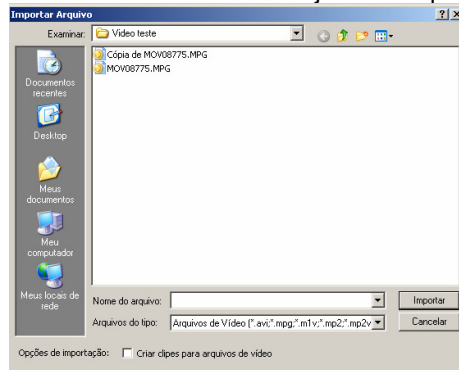 Importar Arquivo
Examinar: Video teste
Cópia de MOV08775.MPG
MOV08775.MPG
Documentos recentes
Desktop
Meus documentos
Meu computador
Meus locais de rede
Nome do arquivo:
Importar
Arquivos do tipo: Arquivos de Vídeo (*.avi;*.mpg;*.m1v;*.mp2;*.mp2v
Cancelar
Opções de importação: Criar clipes para arquivos de vídeo